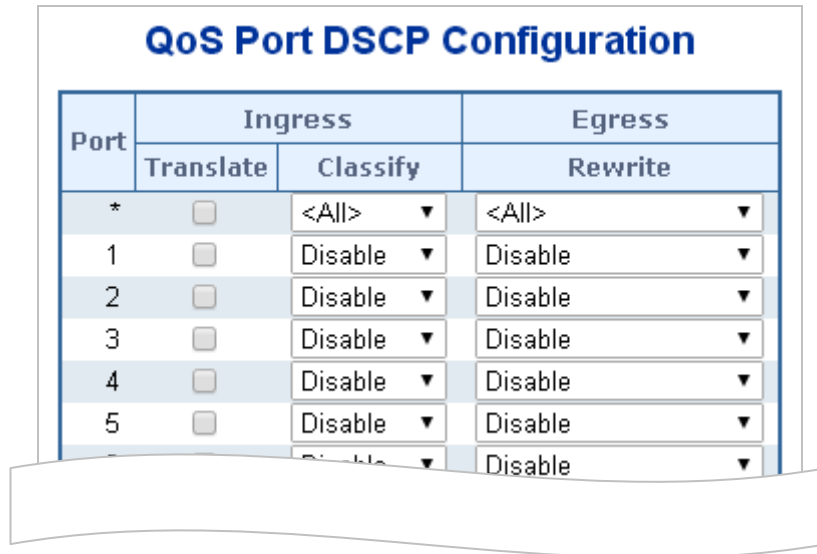 QoS Port DSCP Configuration
Port Ingress Egress
Translate Classify Rewrite
* <All> <All>
1 Disable Disable
2 Disable Disable
3 Disable Disable
4 Disable Disable
5 Disable Disable
Disable